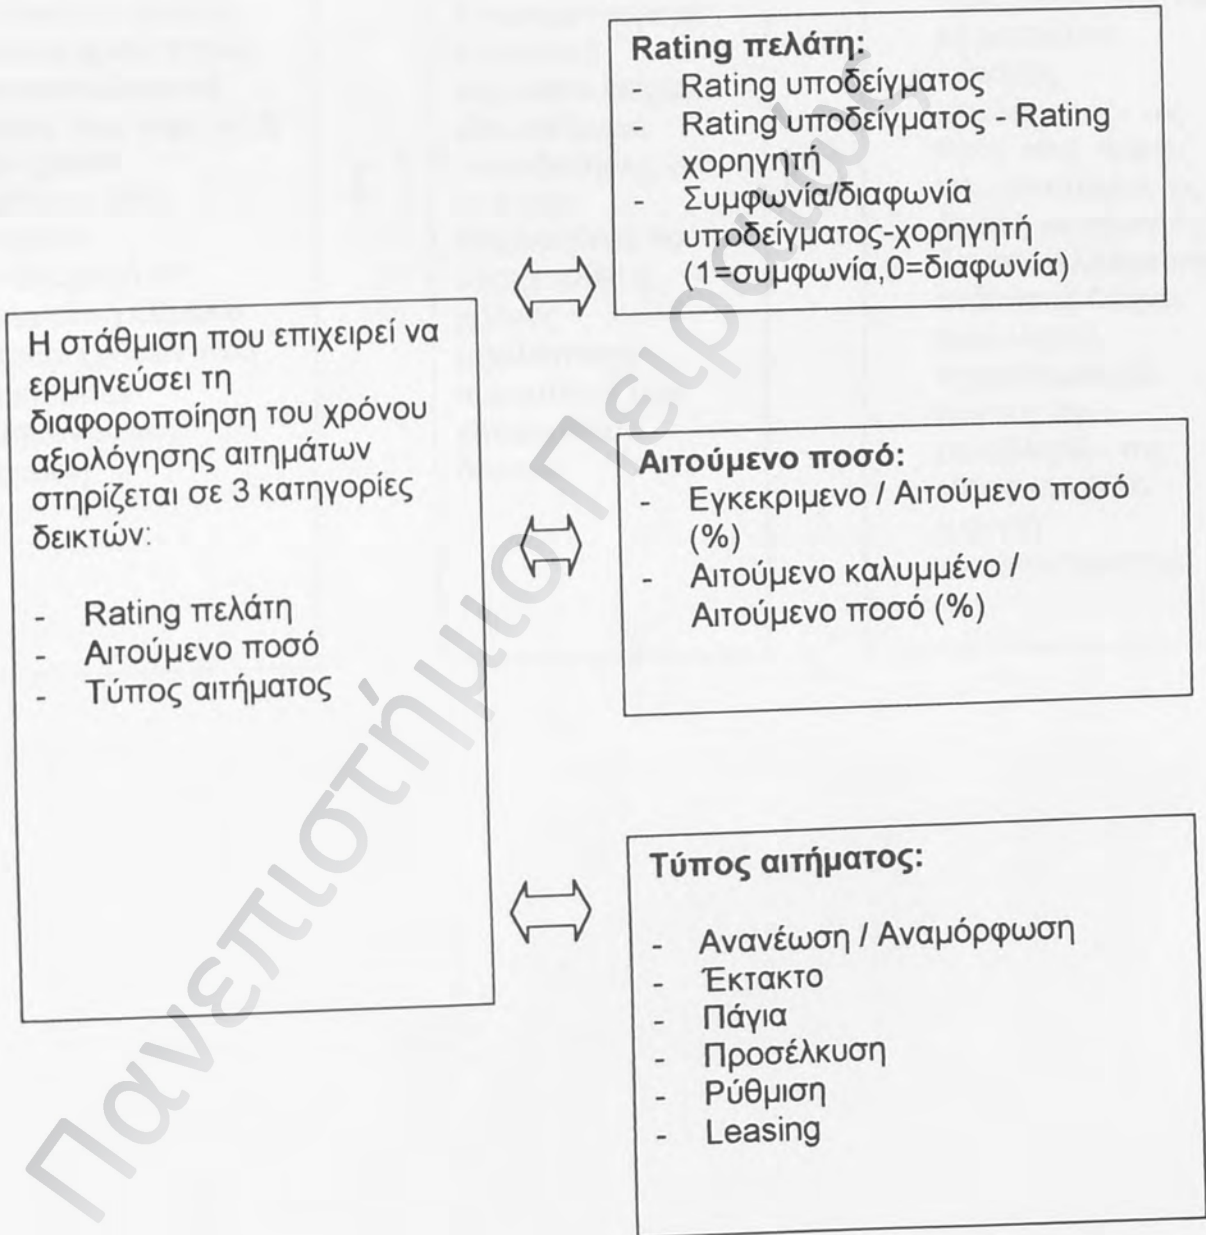 Rating πελάτη:
- Rating υποδείγματος
- Rating υποδείγματος - Rating
χορηγητή
- Συμφωνία/διαφωνία
υποδείγματος-χορηγητή
(1=συμφωνία,0=διαφωνία)
Η στάθμιση που επιχειρεί να
ερμηνεύσει τη
διαφοροποίηση του χρόνου
αξιολόγησης αιτημάτων
στηρίζεται σε 3 κατηγορίες
δεικτών:
- Rating πελάτη
- Αιτούμενο ποσό
- Τύπος αιτήματος
Αιτούμενο ποσό:
- Εγκεκριμενο / Αιτούμενο ποσό
(%)
- Αιτούμενο καλυμμένο /
Αιτούμενο ποσό (%)
Τύπος αιτήματος:
- Ανανέωση / Αναμόρφωση
- Έκτακτο
- Πάγια
- Προσέλκυση
- Ρύθμιση
- Leasing
Πανεπιστήμιο Πειραιώς